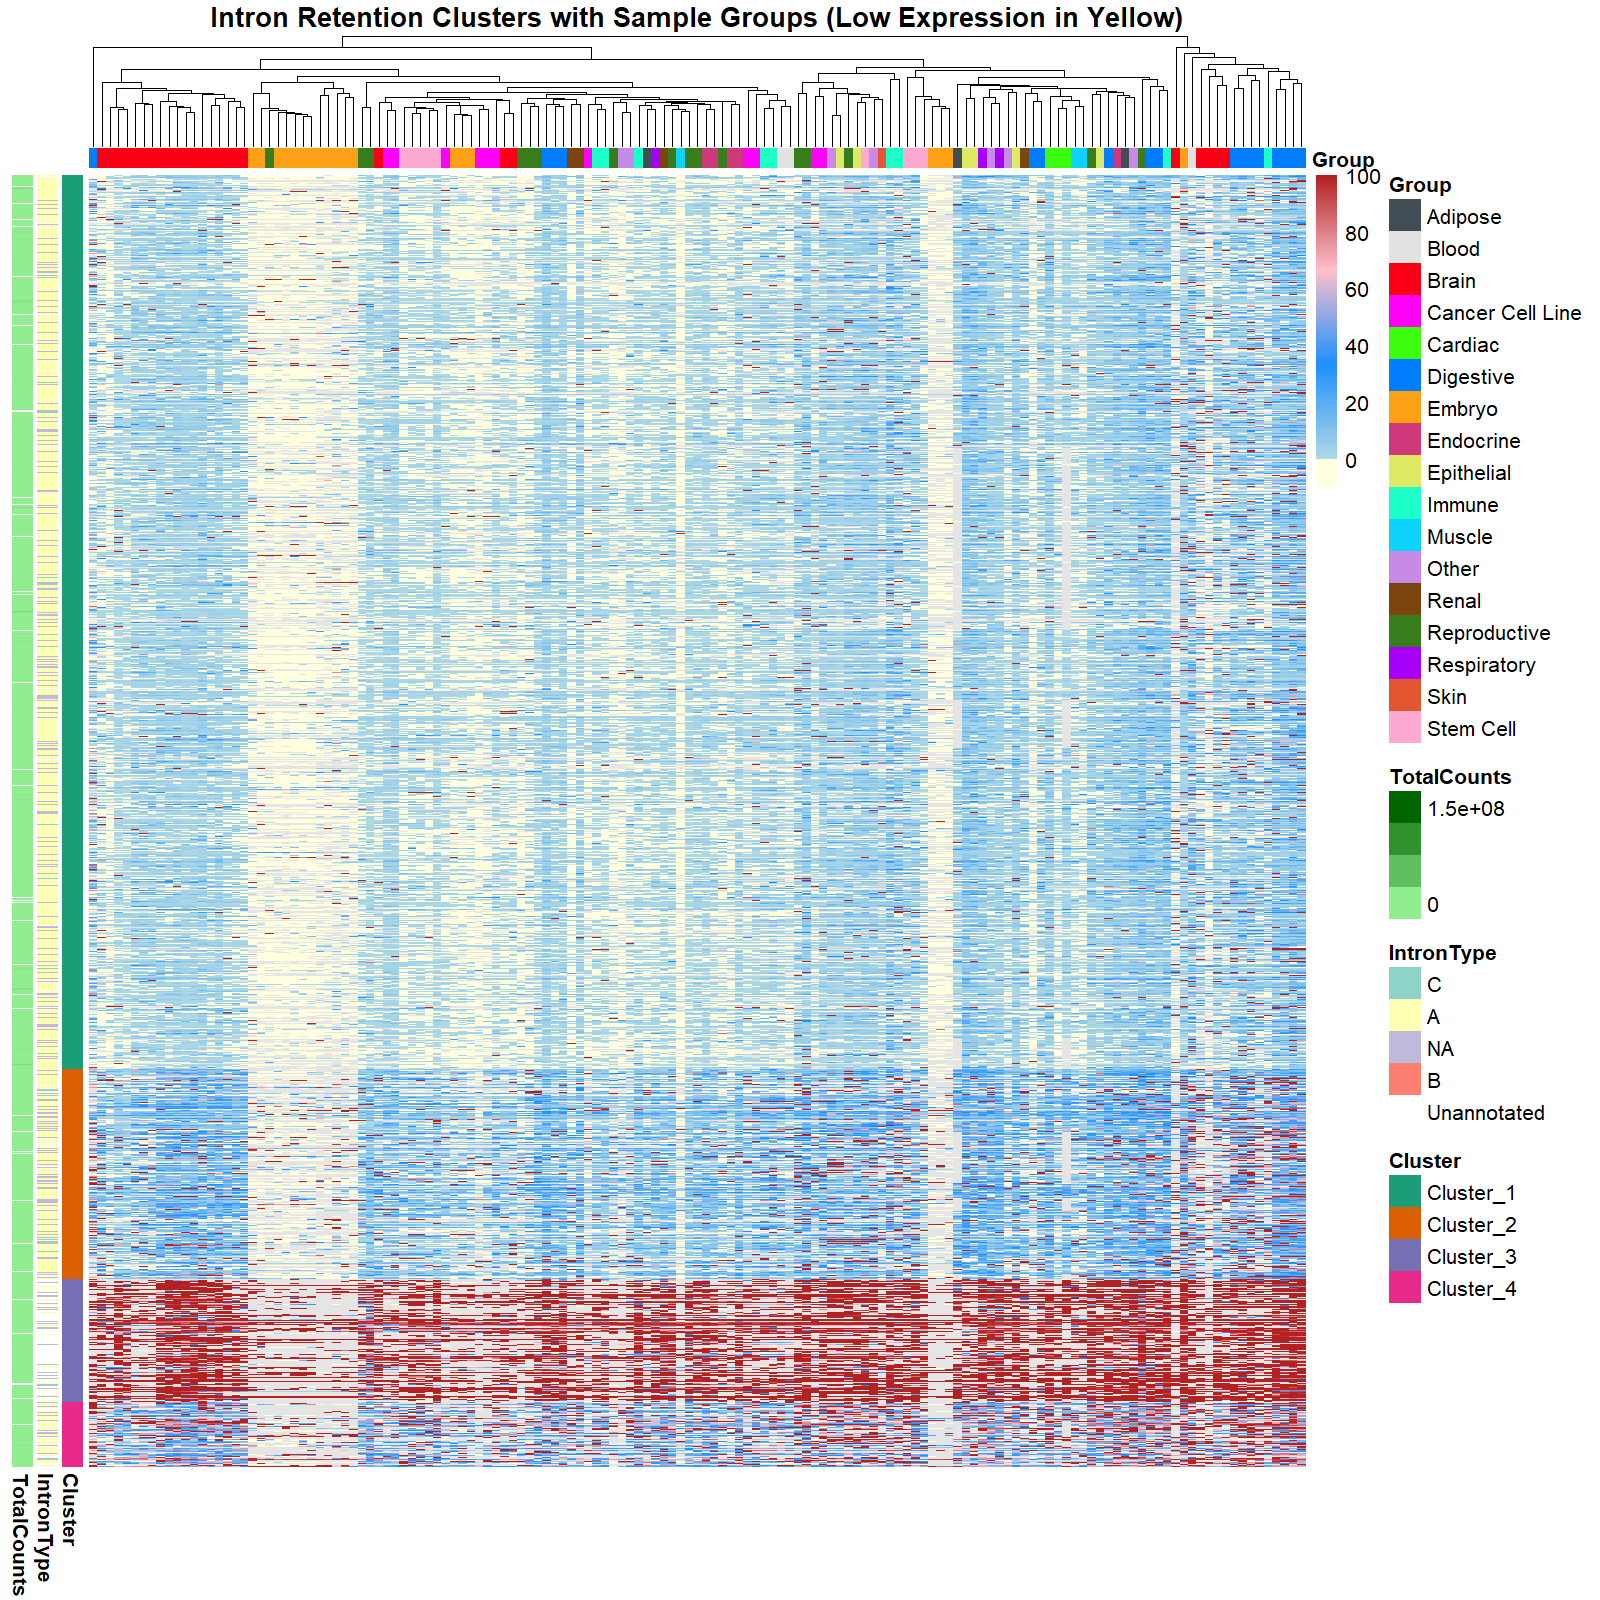 Intron Retention Clusters with Sample Groups (Low Expression in Yellow)
Group
100
80
60
40
20
0
Group
Adipose
Blood
Brain
Cancer Cell Line
Cardiac
Digestive
Embryo
Endocrine
Epithelial
Immune
Muscle
Other
Renal
Reproductive
Respiratory
Skin
Stem Cell
TotalCounts
1.5e+08
0
IntronType
C
A
NA
B
Unannotated
Cluster
Cluster_1
Cluster_2
Cluster_3
Cluster_4
TotalCounts
IntronType
Cluster